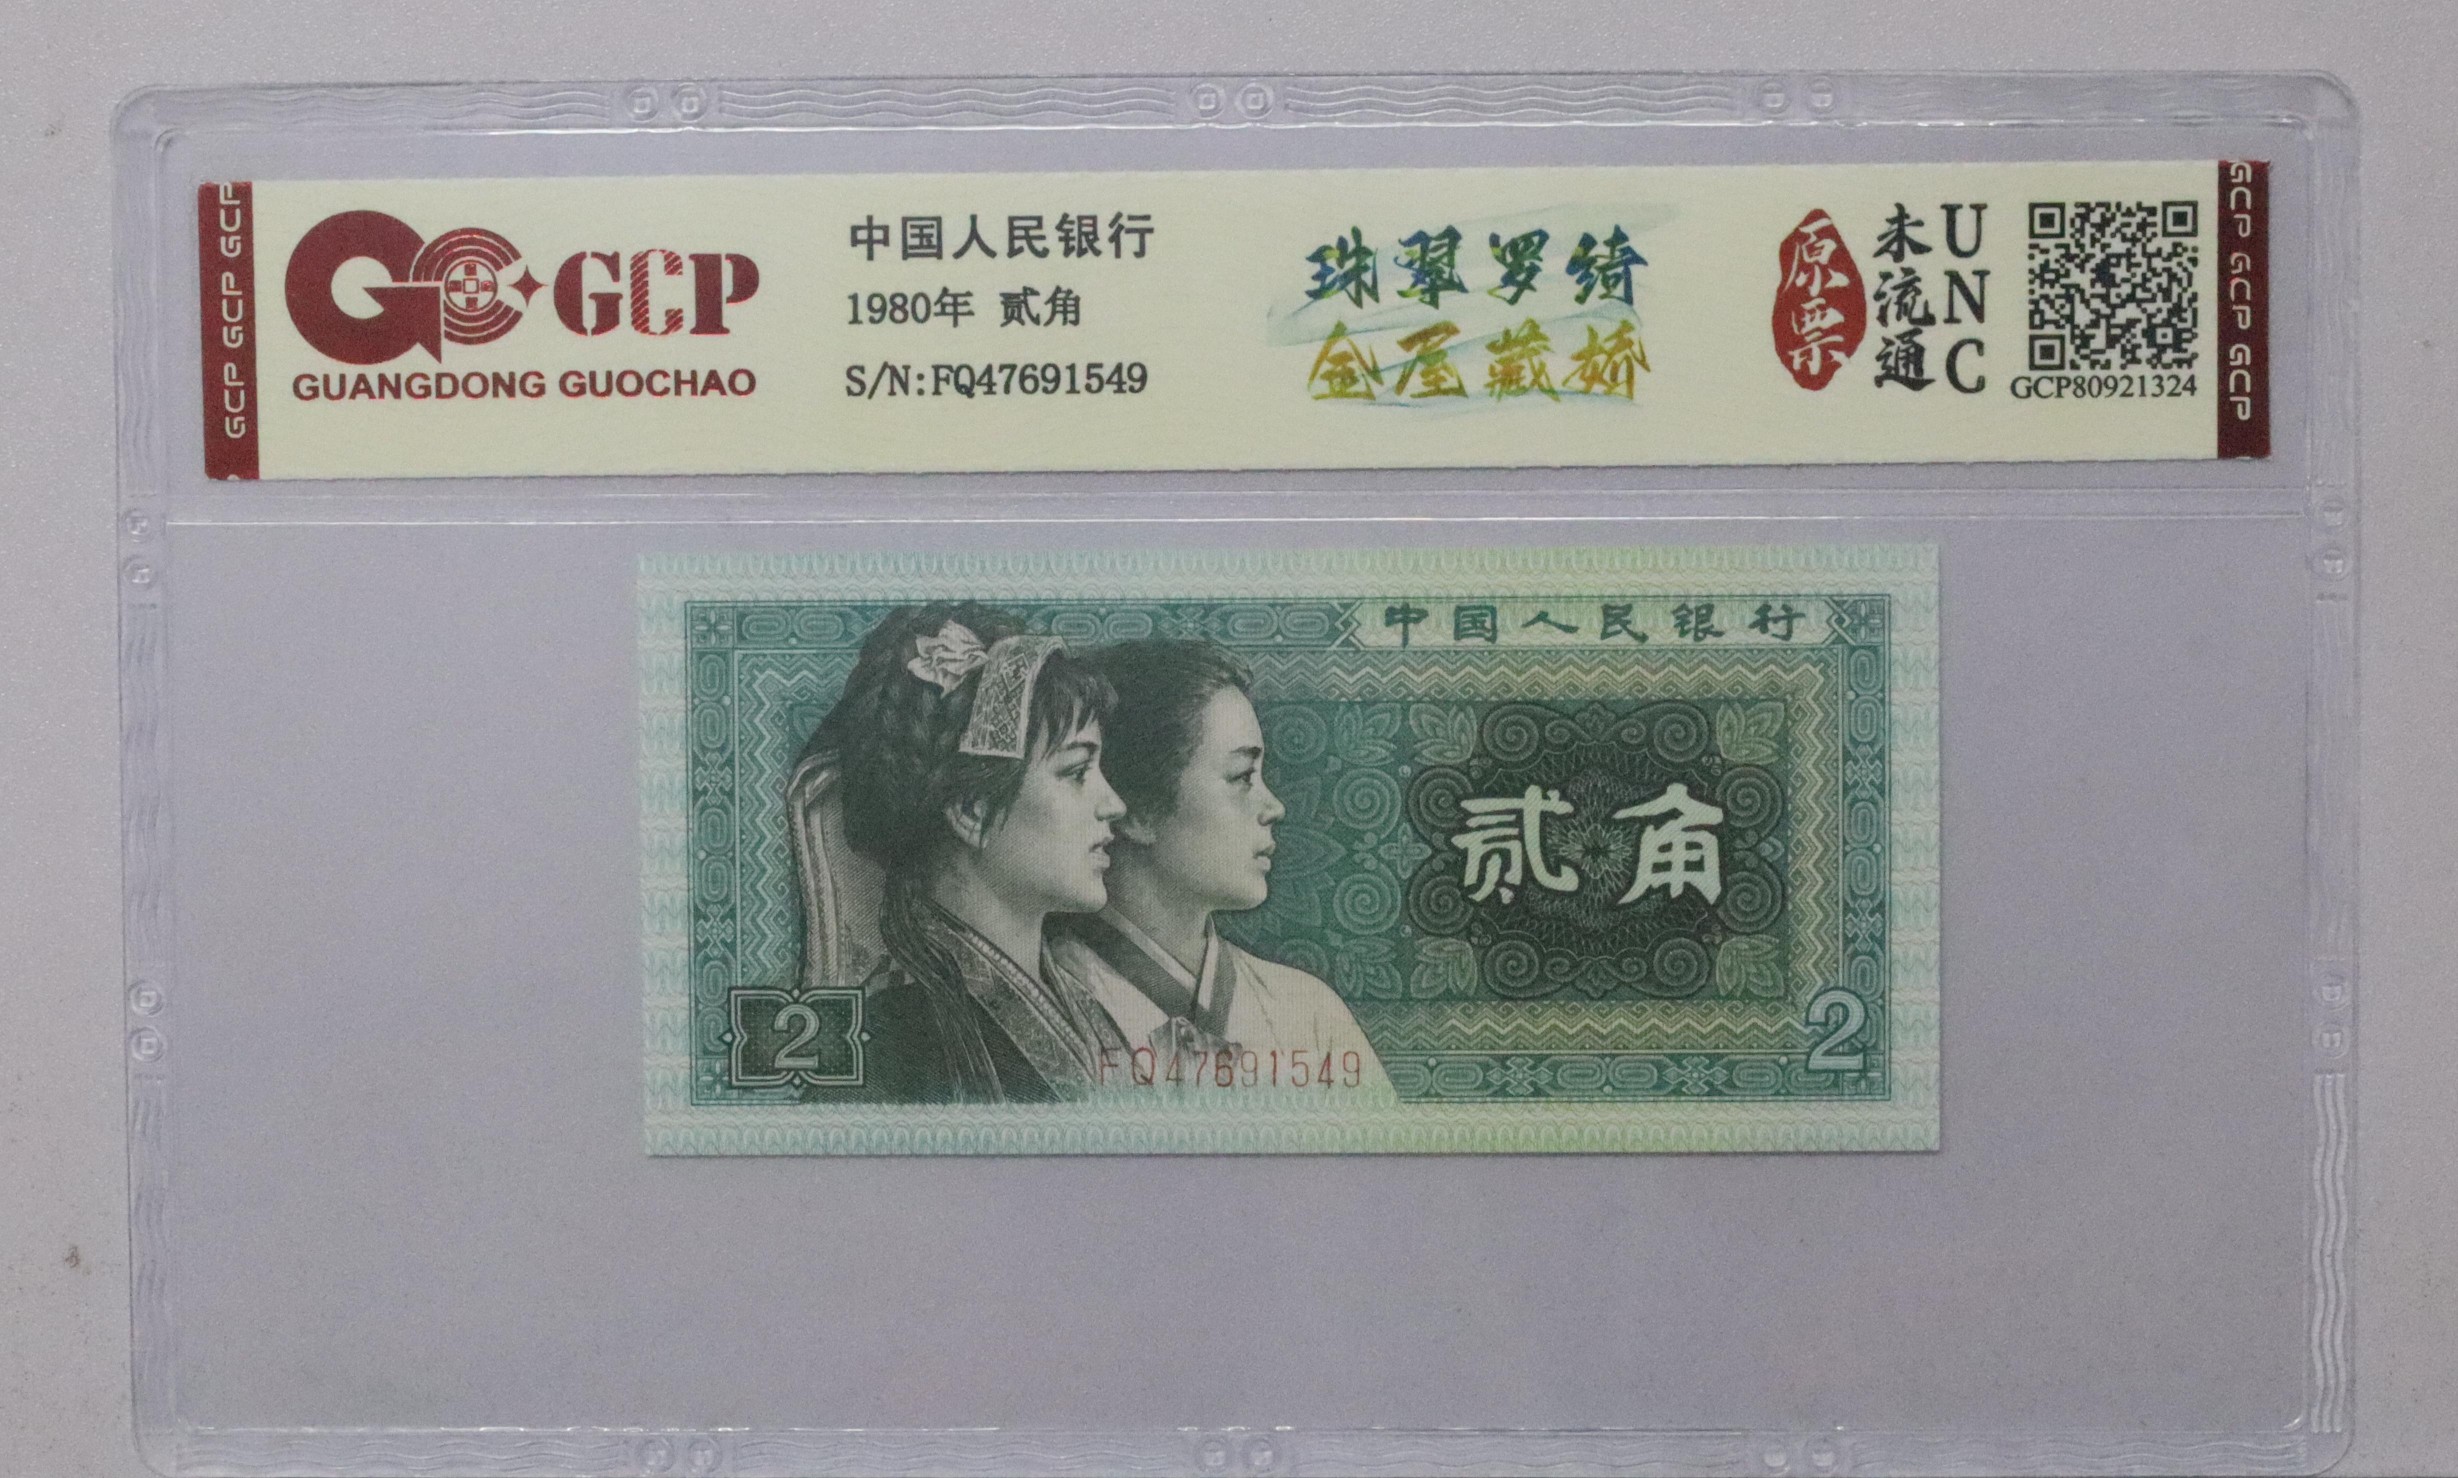 GCP GCP GCP
GCP
GUANGDONG GUOCHAO
中国人民银行
1980年 贰角
S/N:FQ47691549
珠翠罗绮
金屋藏娇
原票
未流通
UNC
GCP80921324
GCP GCP GCP
中国人民银行
贰角
2
2
FQ47691549